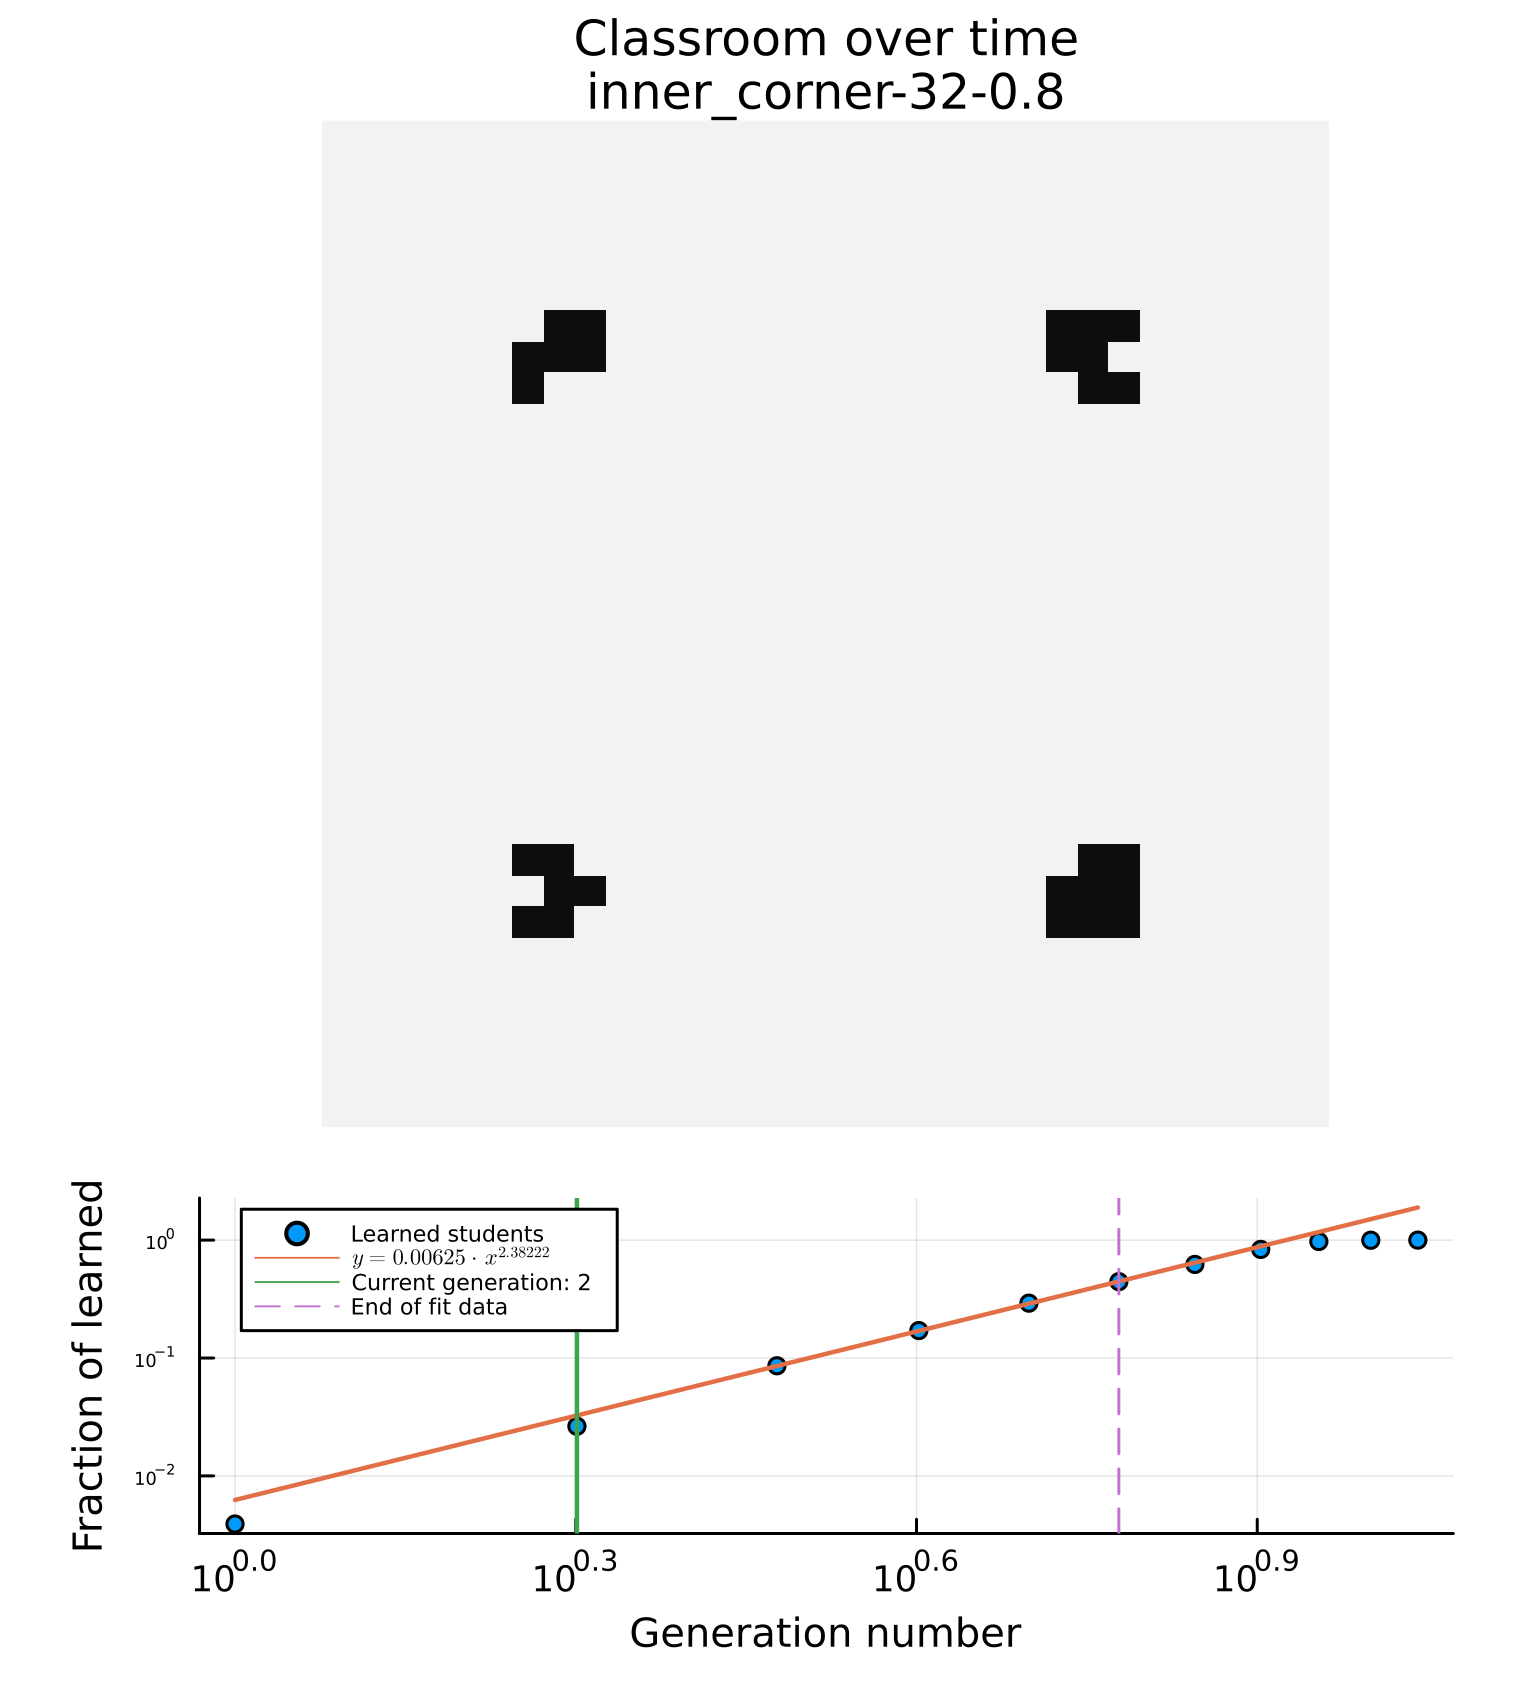 Classroom over time
inner_corner-32-0.8
Fraction of learned
10^0
10^-1
10^-2
Learned students
y = 0.00625 · x^2.38222
Current generation: 2
End of fit data
10^0.0 10^0.3 10^0.6 10^0.9
Generation number